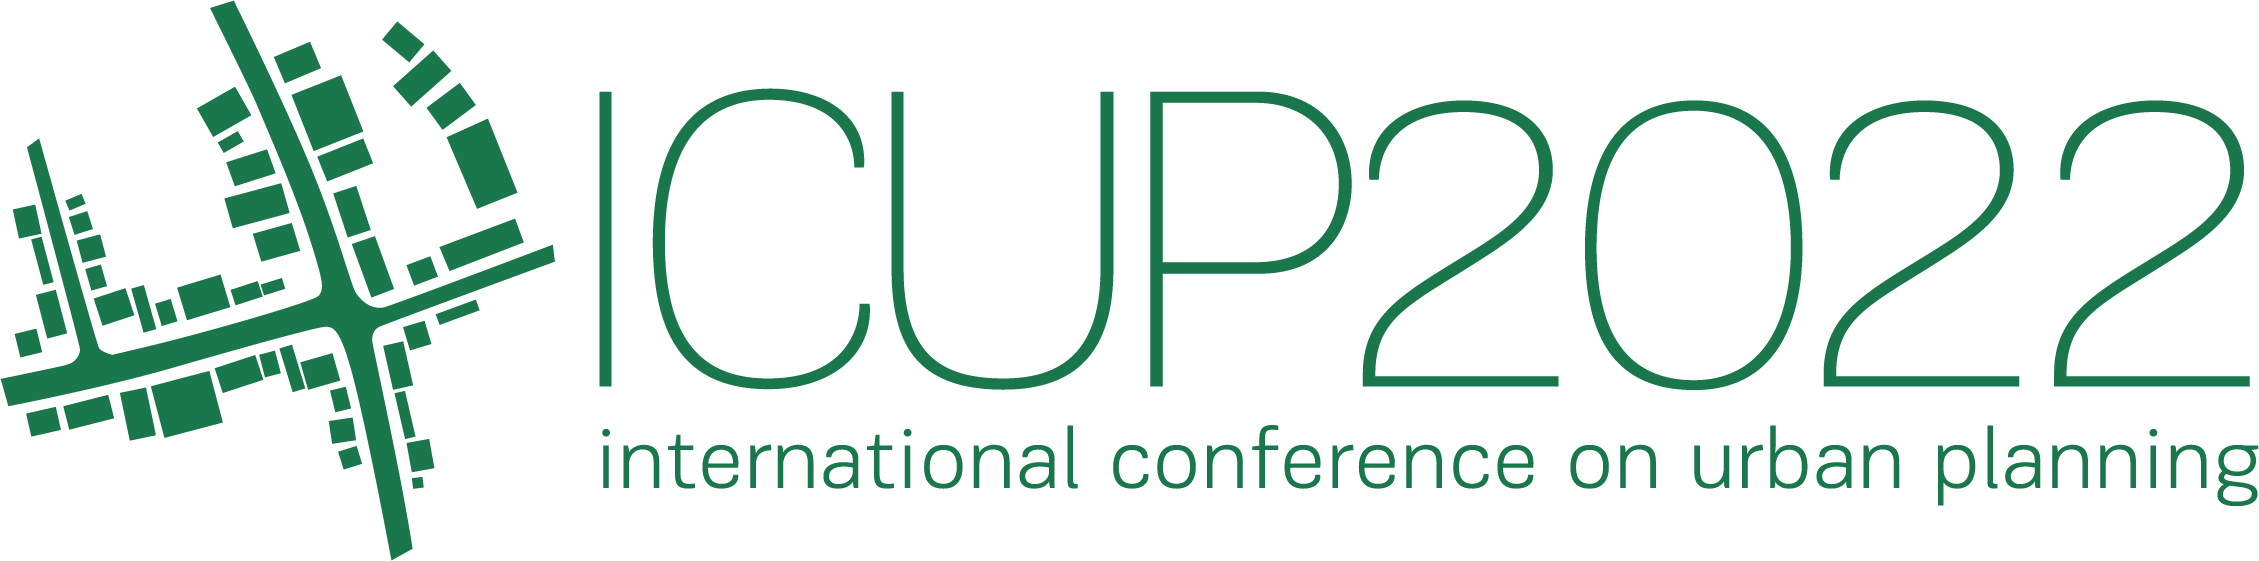 ICUP2022
international conference on urban planning